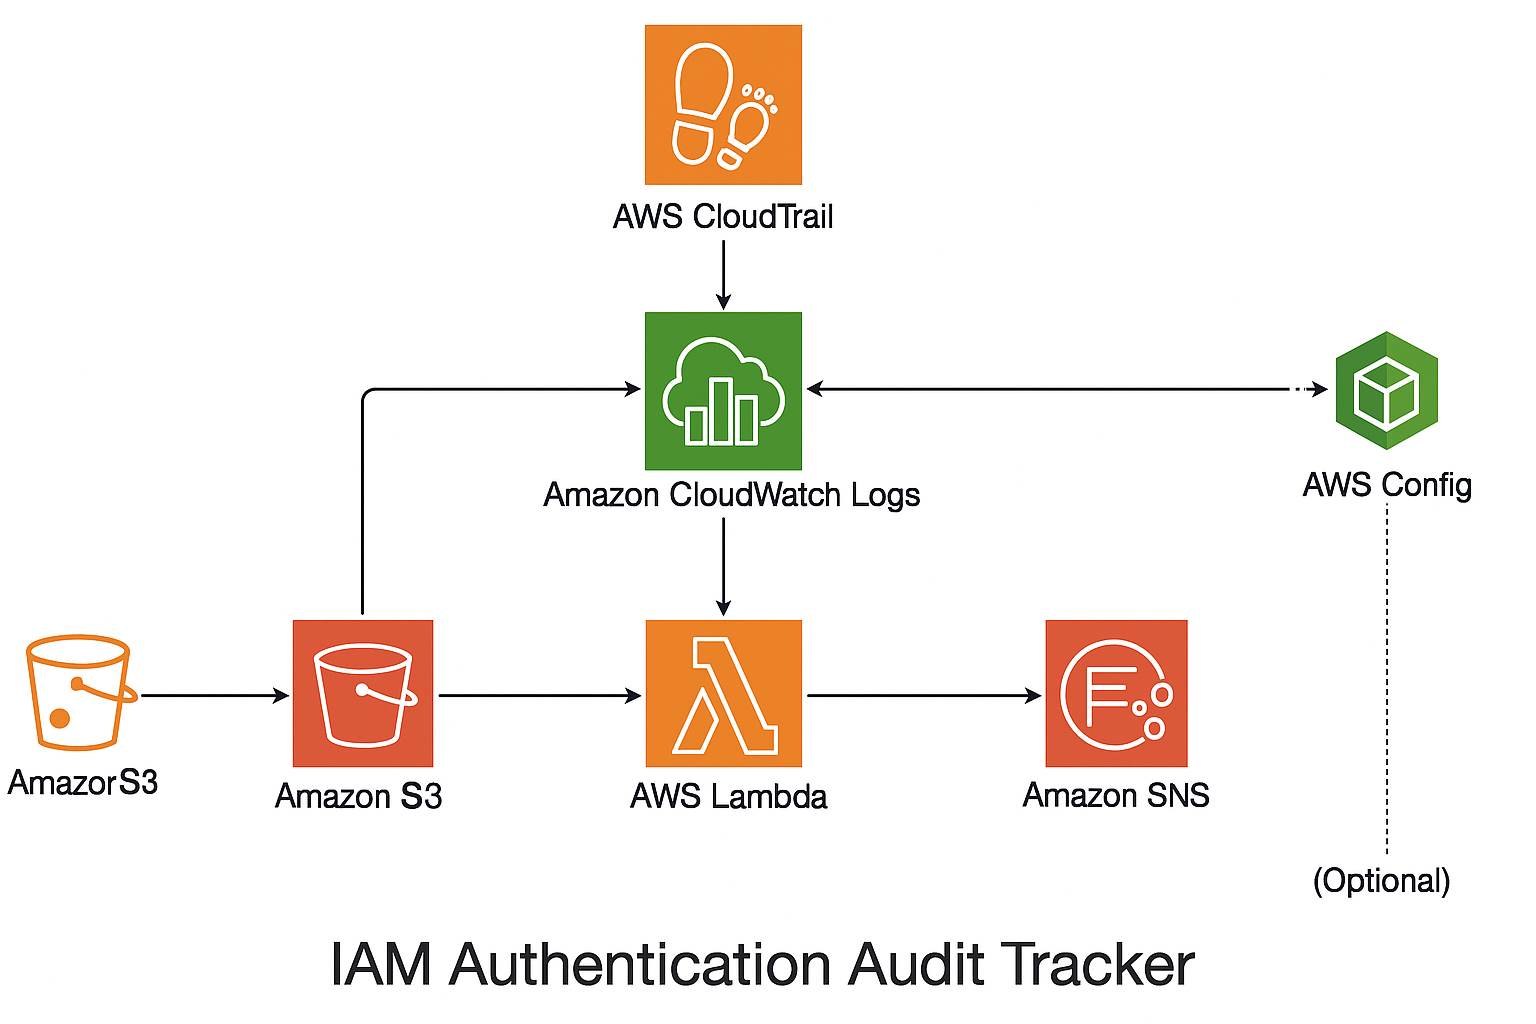 AWS CloudTrail
Amazon CloudWatch Logs
AWS Config
AmazorS3
Amazon S3
AWS Lambda
Amazon SNS
(Optional)
IAM Authentication Audit Tracker